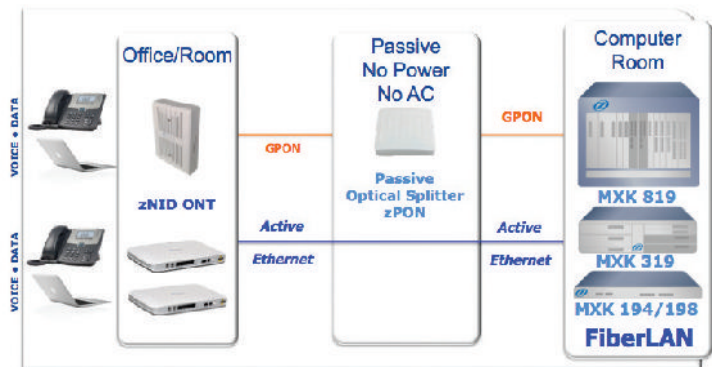 Office/Room
Passive
No Power
No AC
Computer
Room
VOICE • DATA
GPON
GPON
Passive
Optical Splitter
zPON
zNID ONT
MXK 819
VOICE • DATA
Active
Active
Ethernet
Ethernet
MXK 319
MXK 194/198
FiberLAN